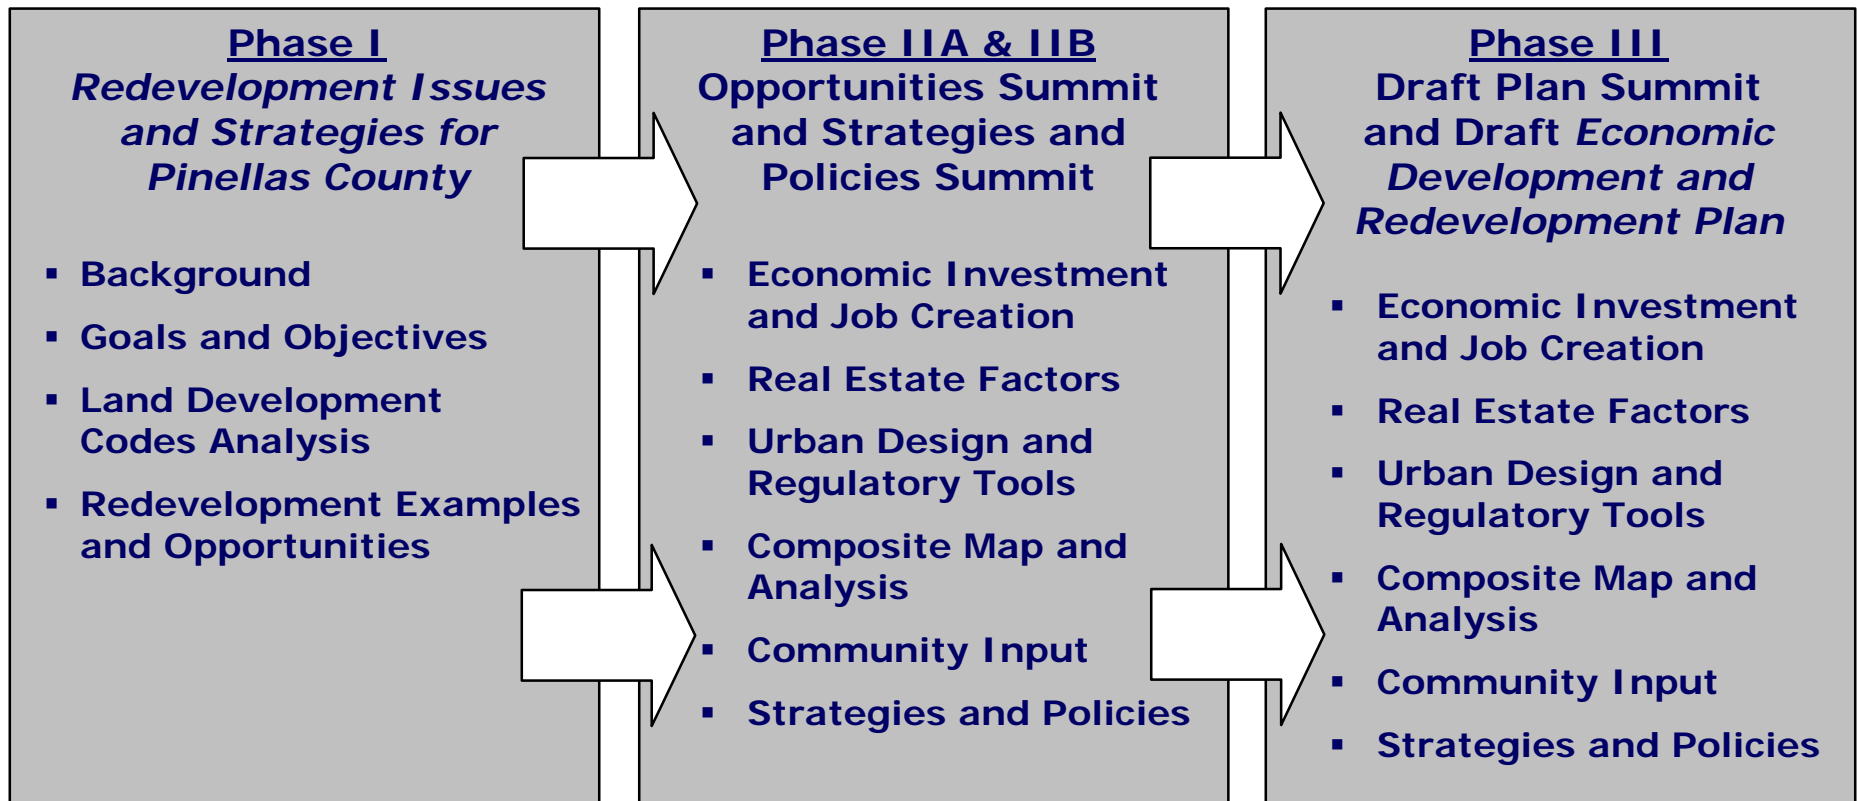 Phase I
Redevelopment Issues
and Strategies for
Pinellas County
▪ Background
▪ Goals and Objectives
▪ Land Development
Codes Analysis
▪ Redevelopment Examples
and Opportunities
Phase IIA & IIB
Opportunities Summit
and Strategies and
Policies Summit
▪ Economic Investment
and Job Creation
▪ Real Estate Factors
▪ Urban Design and
Regulatory Tools
▪ Composite Map and
Analysis
▪ Community Input
▪ Strategies and Policies
Phase III
Draft Plan Summit
and Draft Economic
Development and
Redevelopment Plan
▪ Economic Investment
and Job Creation
▪ Real Estate Factors
▪ Urban Design and
Regulatory Tools
▪ Composite Map and
Analysis
▪ Community Input
▪ Strategies and Policies